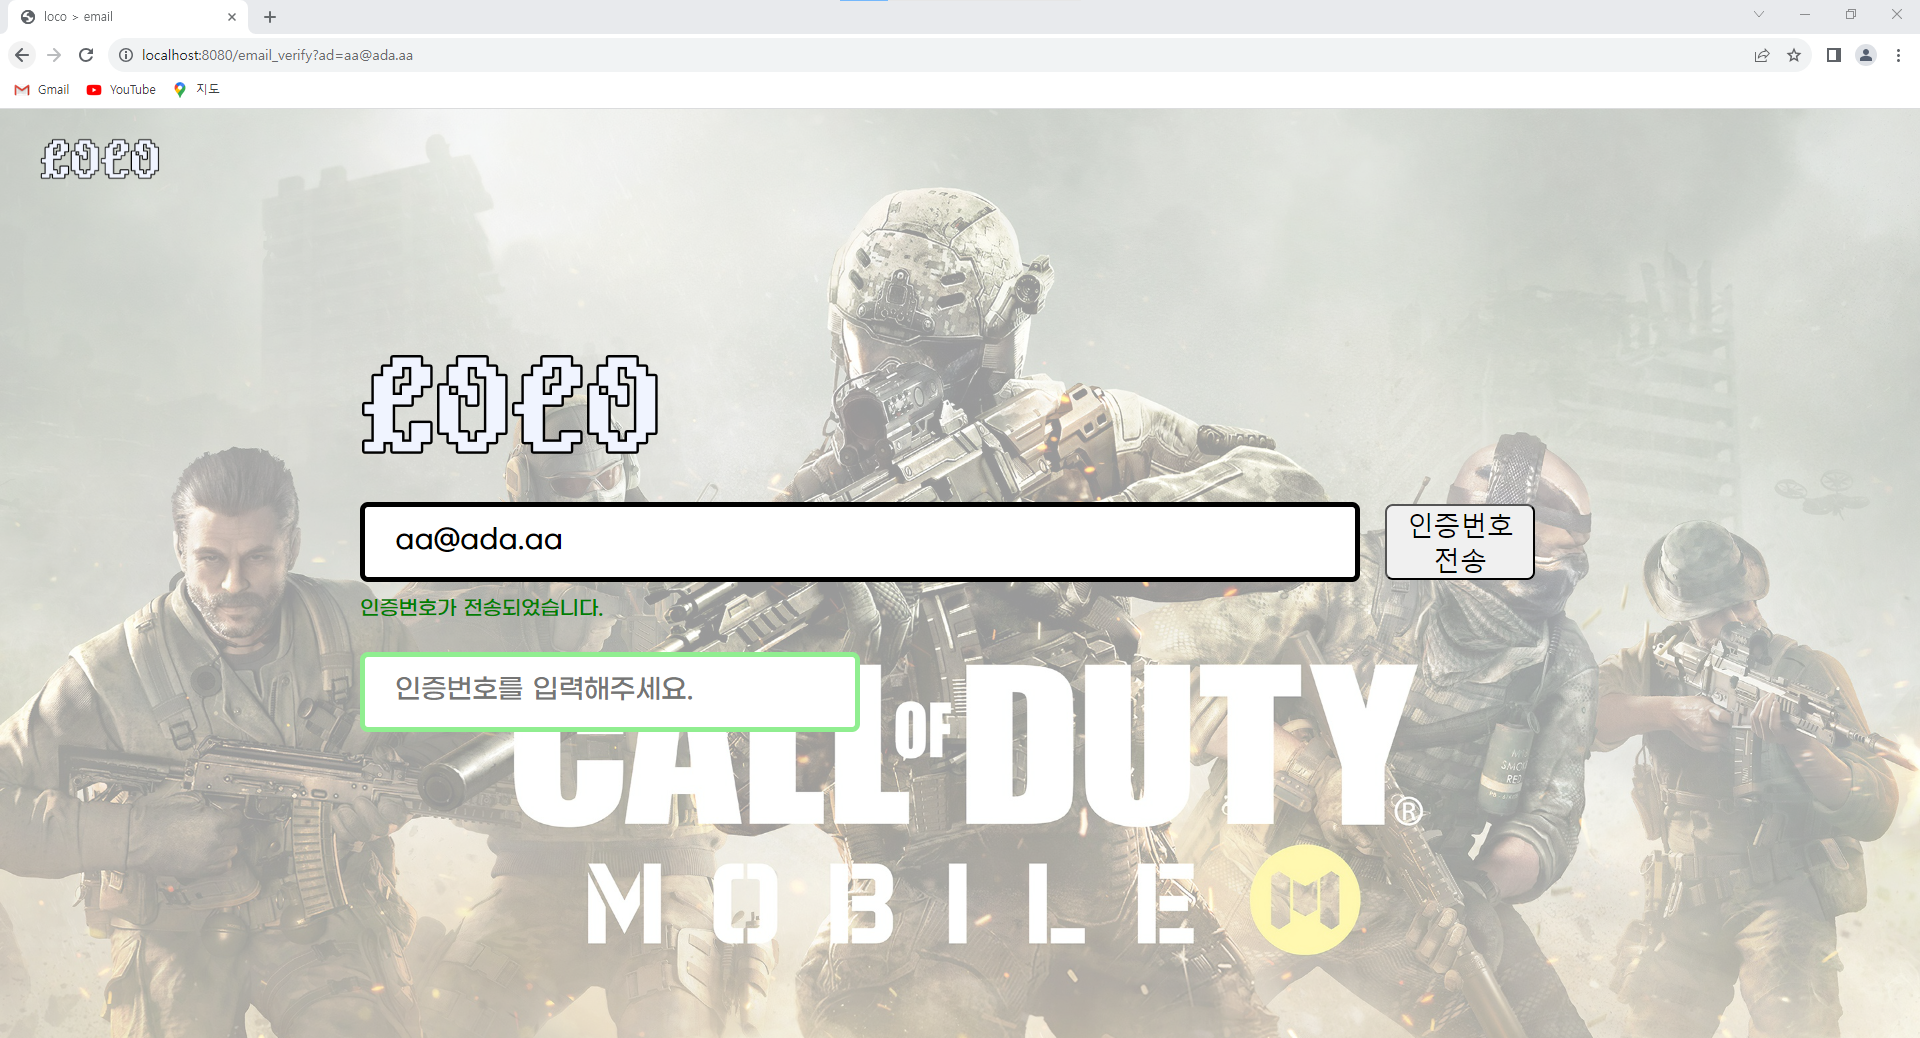 loco > email
localhost:8080/email_verify?ad=aa@ada.aa
Gmail YouTube 지도
loco
loco
aa@ada.aa
인증번호
전송
인증번호가 전송되었습니다.
인증번호를 입력해주세요.
CALL OF DUTY®
MOBILE